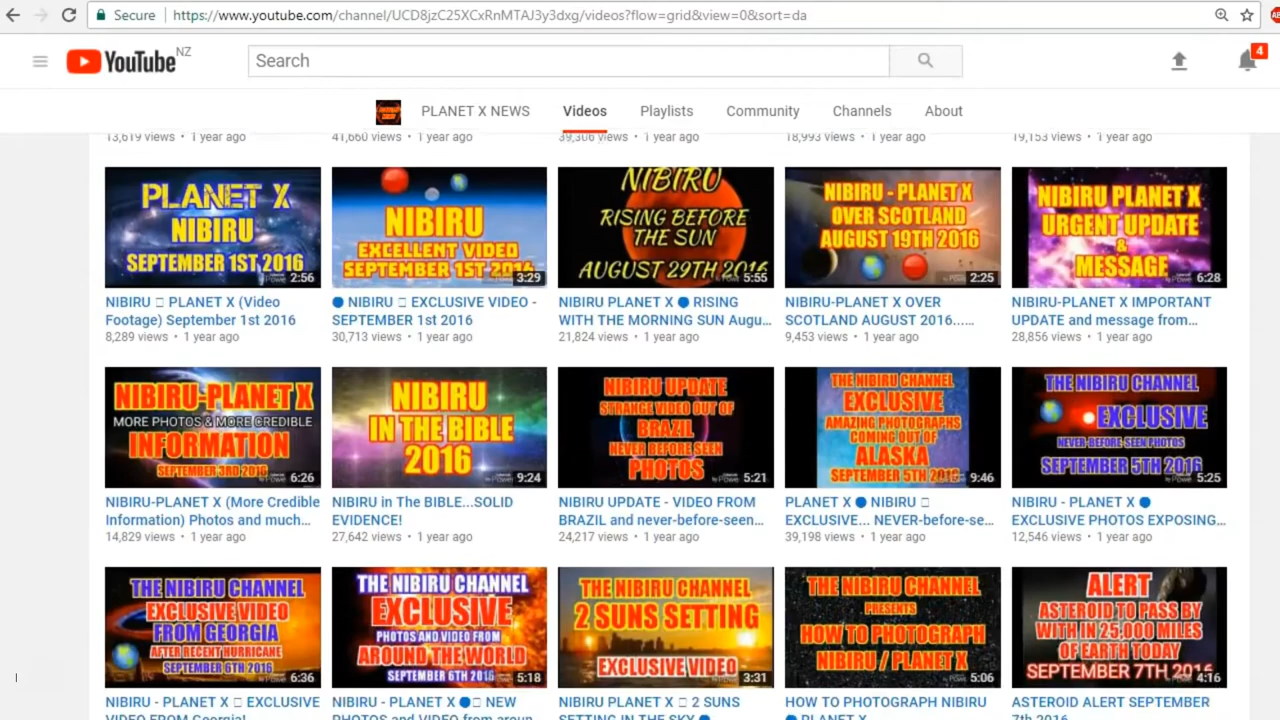 Secure
https://www.youtube.com/channel/UCD8jzC25XCxRnMTAJ3y3dxg/videos?flow=grid&view=0&sort=da
YouTube NZ
Search
4
PLANET X NEWS
Videos
Playlists
Community
Channels
About
13,619 views • 1 year ago
41,660 views • 1 year ago
39,306 views • 1 year ago
18,993 views • 1 year ago
19,153 views • 1 year ago
PLANET X
NIBIRU
SEPTEMBER 1ST 2016
2:56
NIBIRU □ PLANET X (Video
Footage) September 1st 2016
8,289 views • 1 year ago
NIBIRU
EXCELLENT VIDEO
SEPTEMBER 1ST 2016
3:29
● NIBIRU □ EXCLUSIVE VIDEO -
SEPTEMBER 1st 2016
30,713 views • 1 year ago
NIBIRU
RISING BEFORE
THE SUN
AUGUST 29TH 2016
5:55
NIBIRU PLANET X ● RISING
WITH THE MORNING SUN Augu...
21,824 views • 1 year ago
NIBIRU - PLANET X
OVER SCOTLAND
AUGUST 19TH 2016
2:25
NIBIRU-PLANET X OVER
SCOTLAND AUGUST 2016......
9,453 views • 1 year ago
NIBIRU PLANET X
URGENT UPDATE
&
MESSAGE
6:28
NIBIRU-PLANET X IMPORTANT
UPDATE and message from...
28,856 views • 1 year ago
NIBIRU-PLANET X
MORE PHOTOS & MORE CREDIBLE
INFORMATION
SEPTEMBER 3RD 2016
6:26
NIBIRU-PLANET X (More Credible
Information) Photos and much...
14,829 views • 1 year ago
NIBIRU
IN THE BIBLE
2016
9:24
NIBIRU in The BIBLE...SOLID
EVIDENCE!
27,642 views • 1 year ago
NIBIRU UPDATE
STRANGE VIDEO OUT OF
BRAZIL
NEVER BEFORE SEEN
PHOTOS
5:21
NIBIRU UPDATE - VIDEO FROM
BRAZIL and never-before-seen...
24,217 views • 1 year ago
THE NIBIRU CHANNEL
EXCLUSIVE
AMAZING PHOTOGRAPHS
COMING OUT OF
ALASKA
SEPTEMBER 5TH 2016
9:46
PLANET X ● NIBIRU □
EXCLUSIVE... NEVER-before-se...
39,198 views • 1 year ago
THE NIBIRU CHANNEL
EXCLUSIVE
NEVER BEFORE SEEN PHOTOS
SEPTEMBER 5TH 2016
5:25
NIBIRU - PLANET X ●
EXCLUSIVE PHOTOS EXPOSING...
12,546 views • 1 year ago
THE NIBIRU CHANNEL
EXCLUSIVE VIDEO
FROM GEORGIA
AFTER RECENT HURRICANE
SEPTEMBER 6TH 2016
6:36
NIBIRU - PLANET X □ EXCLUSIVE
VIDEO FROM Georgia!
THE NIBIRU CHANNEL
EXCLUSIVE
PHOTOS AND VIDEO FROM
AROUND THE WORLD
SEPTEMBER 6TH 2016
5:18
NIBIRU - PLANET X ●□ NEW
PHOTOS and VIDEO from aroun
THE NIBIRU CHANNEL
2 SUNS SETTING
EXCLUSIVE VIDEO
3:31
NIBIRU PLANET X □ 2 SUNS
SETTING IN THE SKY ●
THE NIBIRU CHANNEL
PRESENTS
HOW TO PHOTOGRAPH
NIBIRU / PLANET X
5:06
HOW TO PHOTOGRAPH NIBIRU
● PLANET X
ALERT
ASTEROID TO PASS BY
WITH IN 25,000 MILES
OF EARTH TODAY
SEPTEMBER 7TH 2016
4:16
ASTEROID ALERT SEPTEMBER
7th 2016